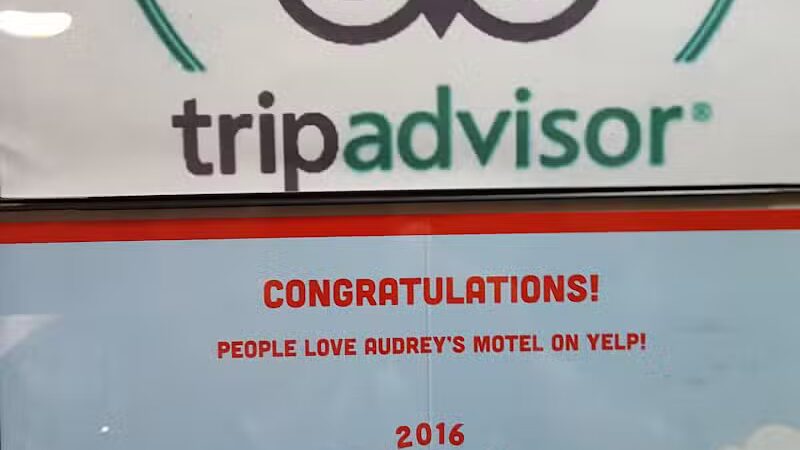 tripadvisor®
CONGRATULATIONS!
PEOPLE LOVE AUDREY'S MOTEL ON YELP!
2016